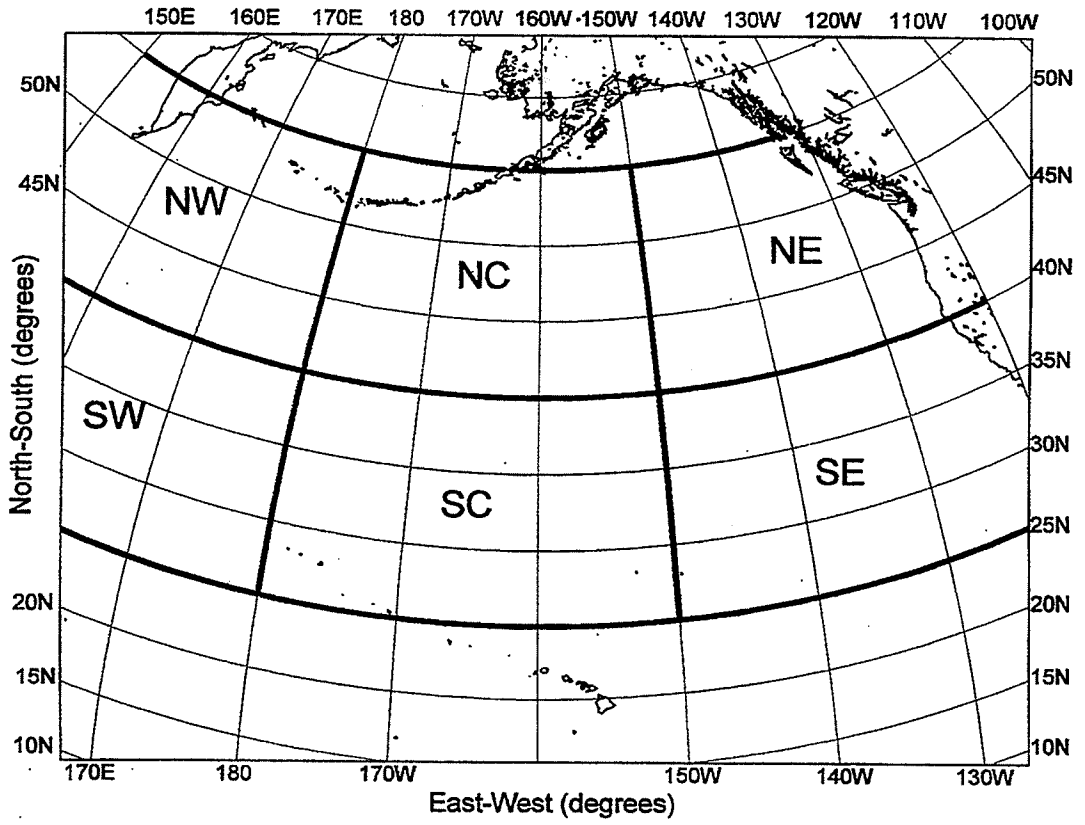 150E 160E 170E 180 170W 160W 150W 140W 130W 120W 110W 100W
50N 50N
45N 45N
NW
NC NE
40N
35N
SW
30N
SC SE
25N
20N 20N
15N 15N
10N 10N
170E 180 170W 150W 140W 130W
East-West (degrees)
North-South (degrees)